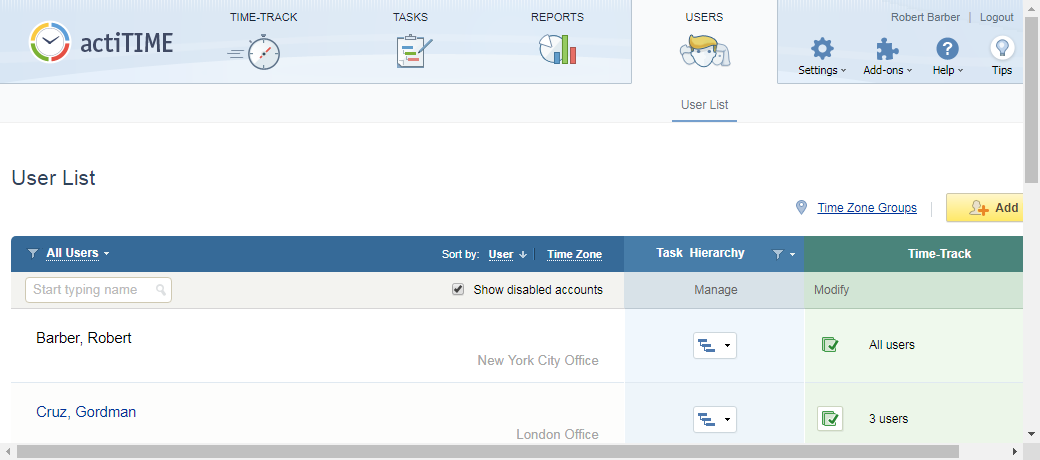 TIME-TRACK TASKS REPORTS USERS Robert Barber Logout
actiTIME
Settings Add-ons Help Tips
User List
User List
Time Zone Groups Add
All Users Sort by: User Time Zone Task Hierarchy Time-Track
Start typing name Show disabled accounts Manage Modify
Barber, Robert
New York City Office
All users
Cruz, Gordman
London Office
3 users